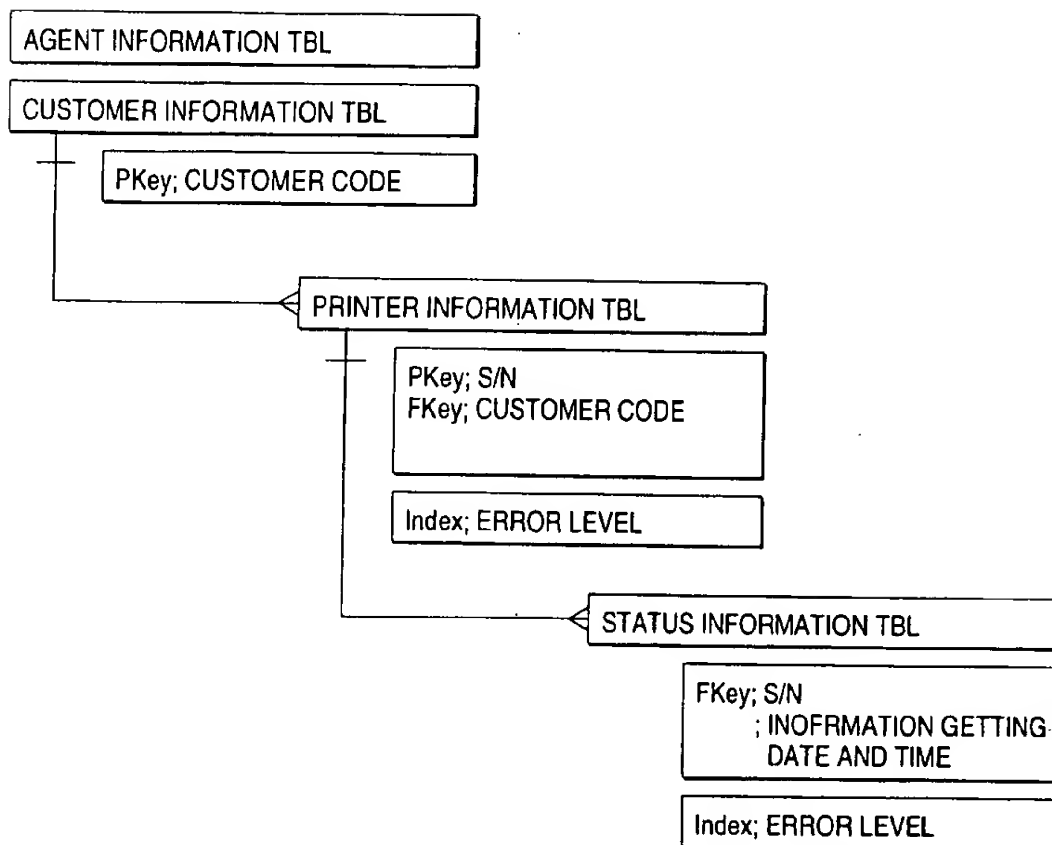 AGENT INFORMATION TBL
CUSTOMER INFORMATION TBL
PKey; CUSTOMER CODE
PRINTER INFORMATION TBL
PKey; S/N
FKey; CUSTOMER CODE
Index; ERROR LEVEL
STATUS INFORMATION TBL
FKey; S/N
; INOFRMATION GETTING
DATE AND TIME
Index; ERROR LEVEL